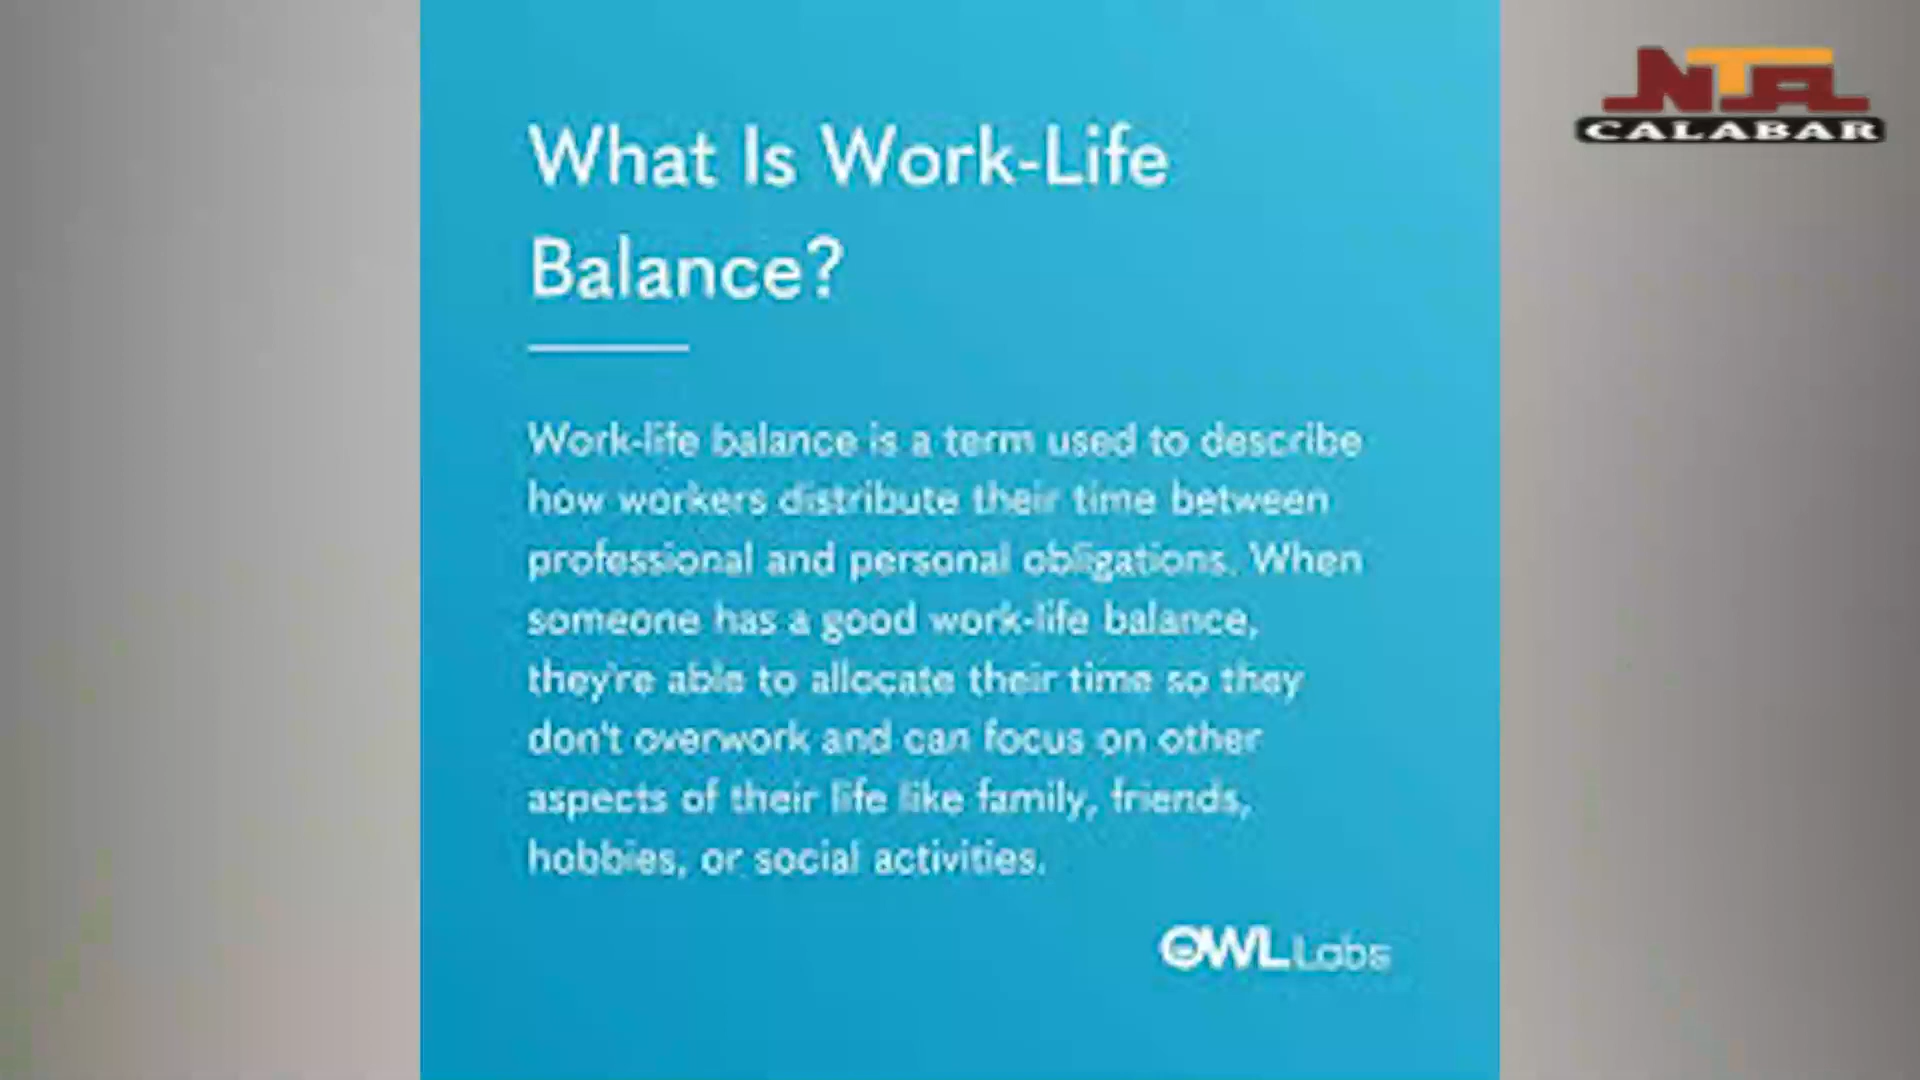 NTA
CALABAR
What Is Work-Life
Balance?
Work-life balance is a term used to describe
how workers distribute their time between
professional and personal obligations. When
someone has a good work-life balance,
they're able to allocate their time so they
don't overwork and can focus on other
aspects of their life like family, friends,
hobbies, or social activities.
OWL Labs